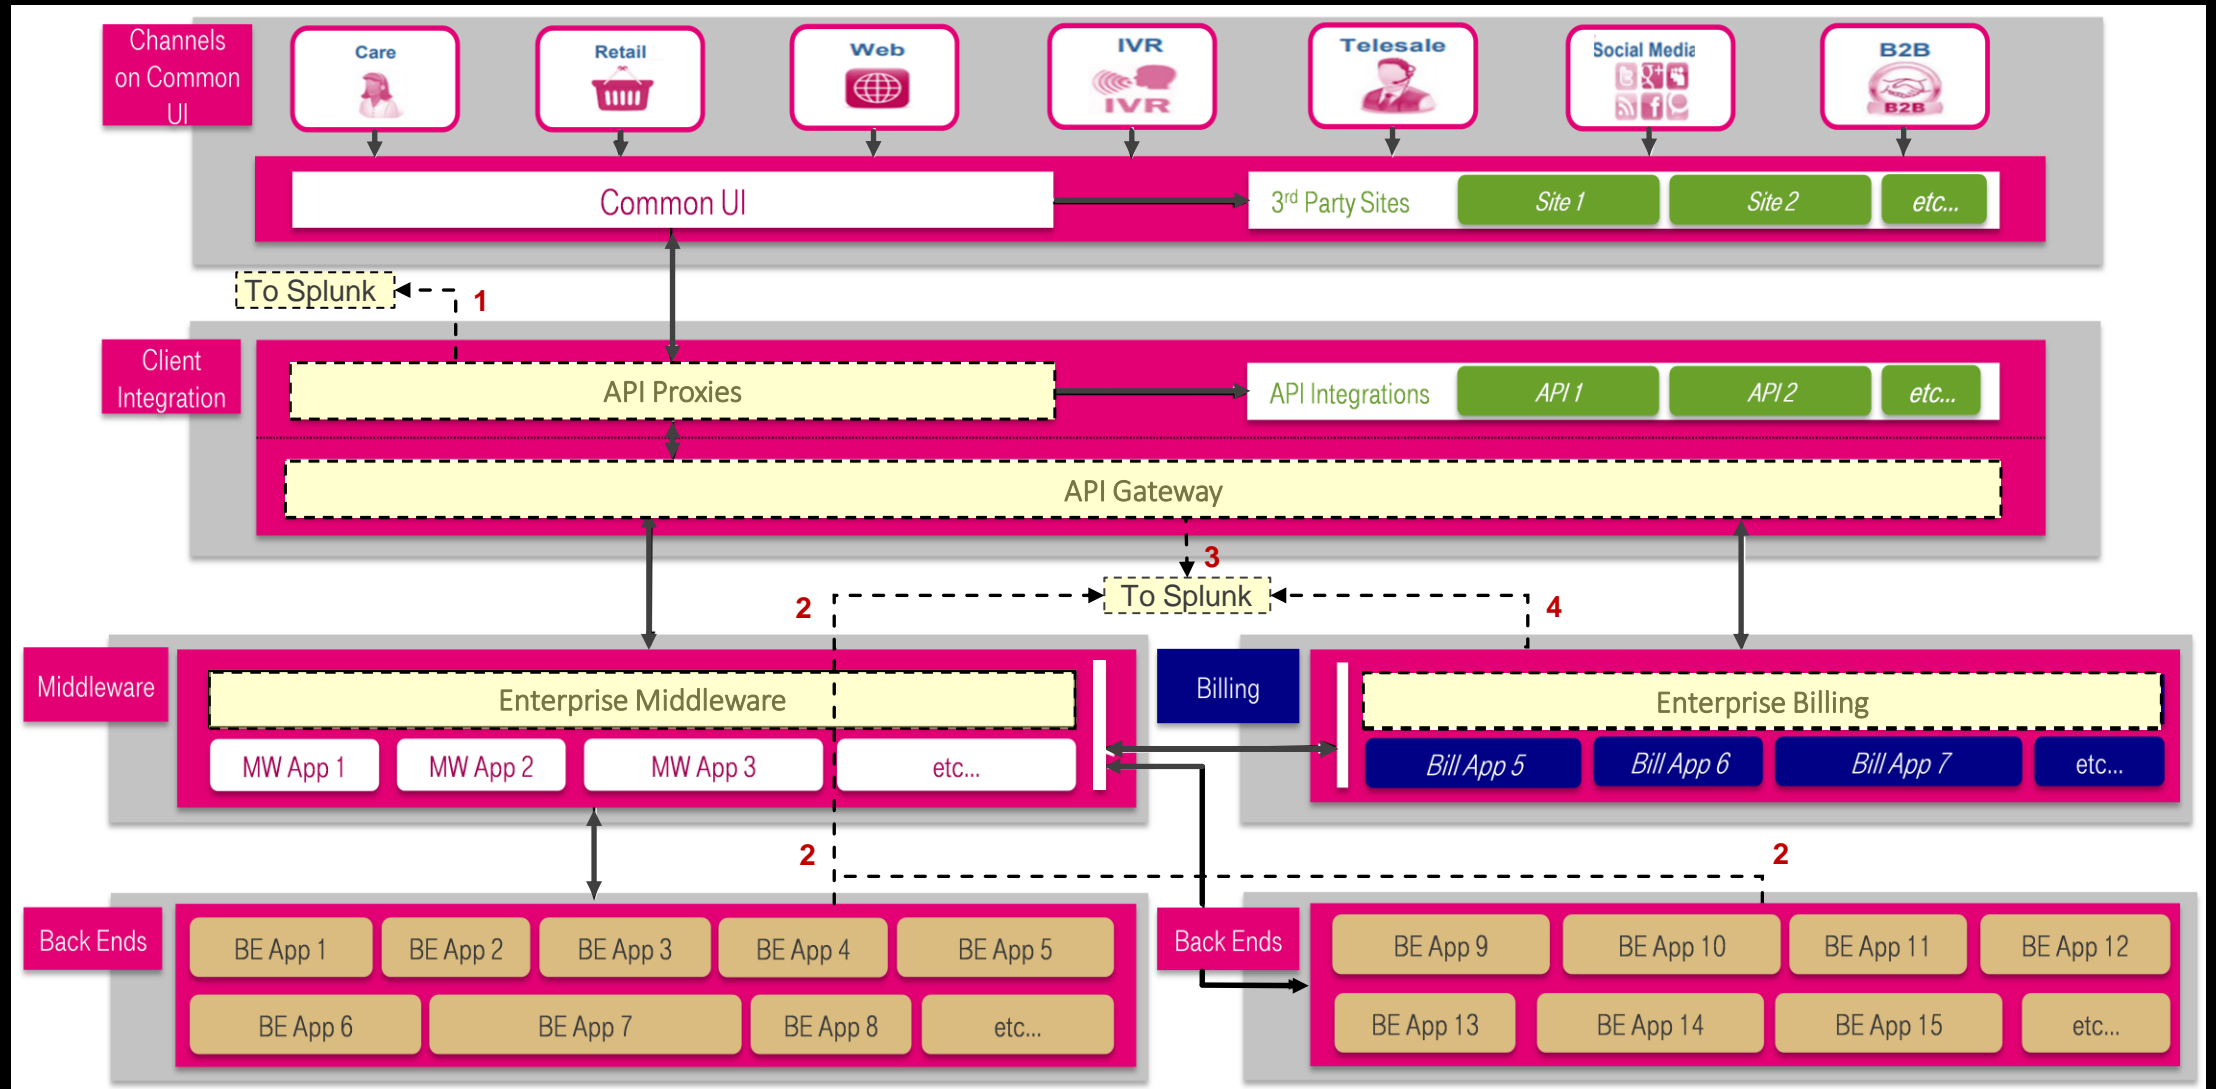 Channels
on Common
UI
Care
Retail
Web
IVR
IVR
Telesale
Social Media
g+
f
B2B
B2B
Common UI
3rd Party Sites
Site 1
Site 2
etc...
To Splunk
1
Client
Integration
API Proxies
API Integrations
API 1
API 2
etc...
API Gateway
3
2
To Splunk
4
Middleware
Enterprise Middleware
MW App 1
MW App 2
MW App 3
etc...
Billing
Enterprise Billing
Bill App 5
Bill App 6
Bill App 7
etc...
2
2
Back Ends
BE App 1
BE App 2
BE App 3
BE App 4
BE App 5
BE App 6
BE App 7
BE App 8
etc...
Back Ends
BE App 9
BE App 10
BE App 11
BE App 12
BE App 13
BE App 14
BE App 15
etc...